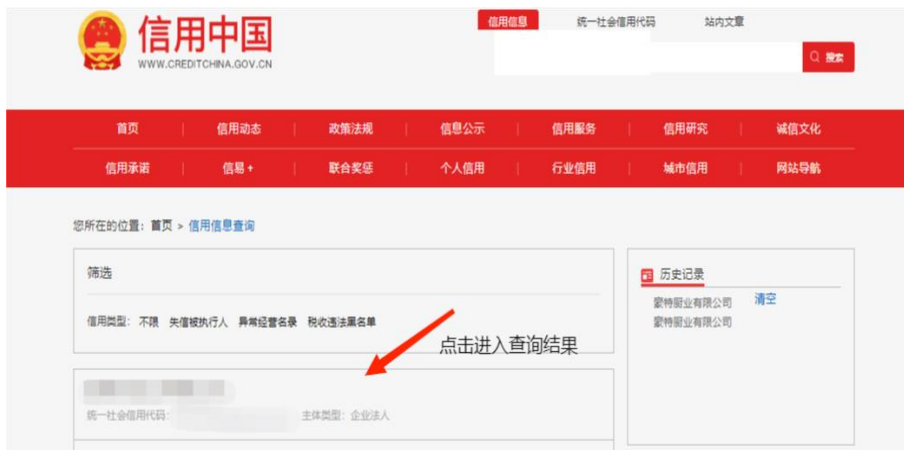 信用信息 统一社会信用代码 站内文章
信用中国
WWW.CREDITCHINA.GOV.CN
搜索
首页 信用动态 政策法规 信息公示 信用服务 信用研究 诚信文化
信用承诺 信易+ 联合奖惩 个人信用 行业信用 城市信用 网站导航
您所在的位置：首页 > 信用信息查询
筛选
信用类型： 不限 失信被执行人 异常经营名录 税收违法黑名单
点击进入查询结果
统一社会信用代码： 主体类型：企业法人
历史记录
蒙特厨业有限公司 清空
蒙特厨业有限公司